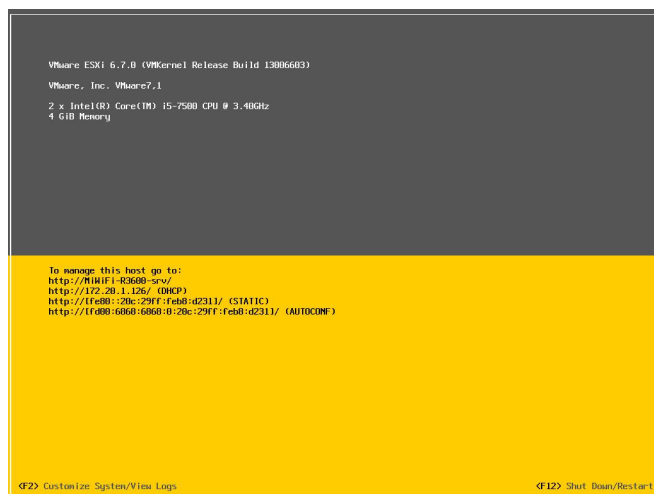 VMware ESXi 6.7.0 (VMKernel Release Build 13006603)
VMware, Inc. VMware7,1
2 x Intel(R) Core(TM) i5-7500 CPU @ 3.40GHz
4 GiB Memory
To manage this host go to:
http://MiWiFi-R3600-srv/
http://172.20.1.126/ (DHCP)
http://[fe80::20c:29ff:feb8:d231]/ (STATIC)
http://[fd00:6868:6868:0:20c:29ff:feb8:d231]/ (AUTOCONF)
<F2> Customize System/View Logs
<F12> Shut Down/Restart